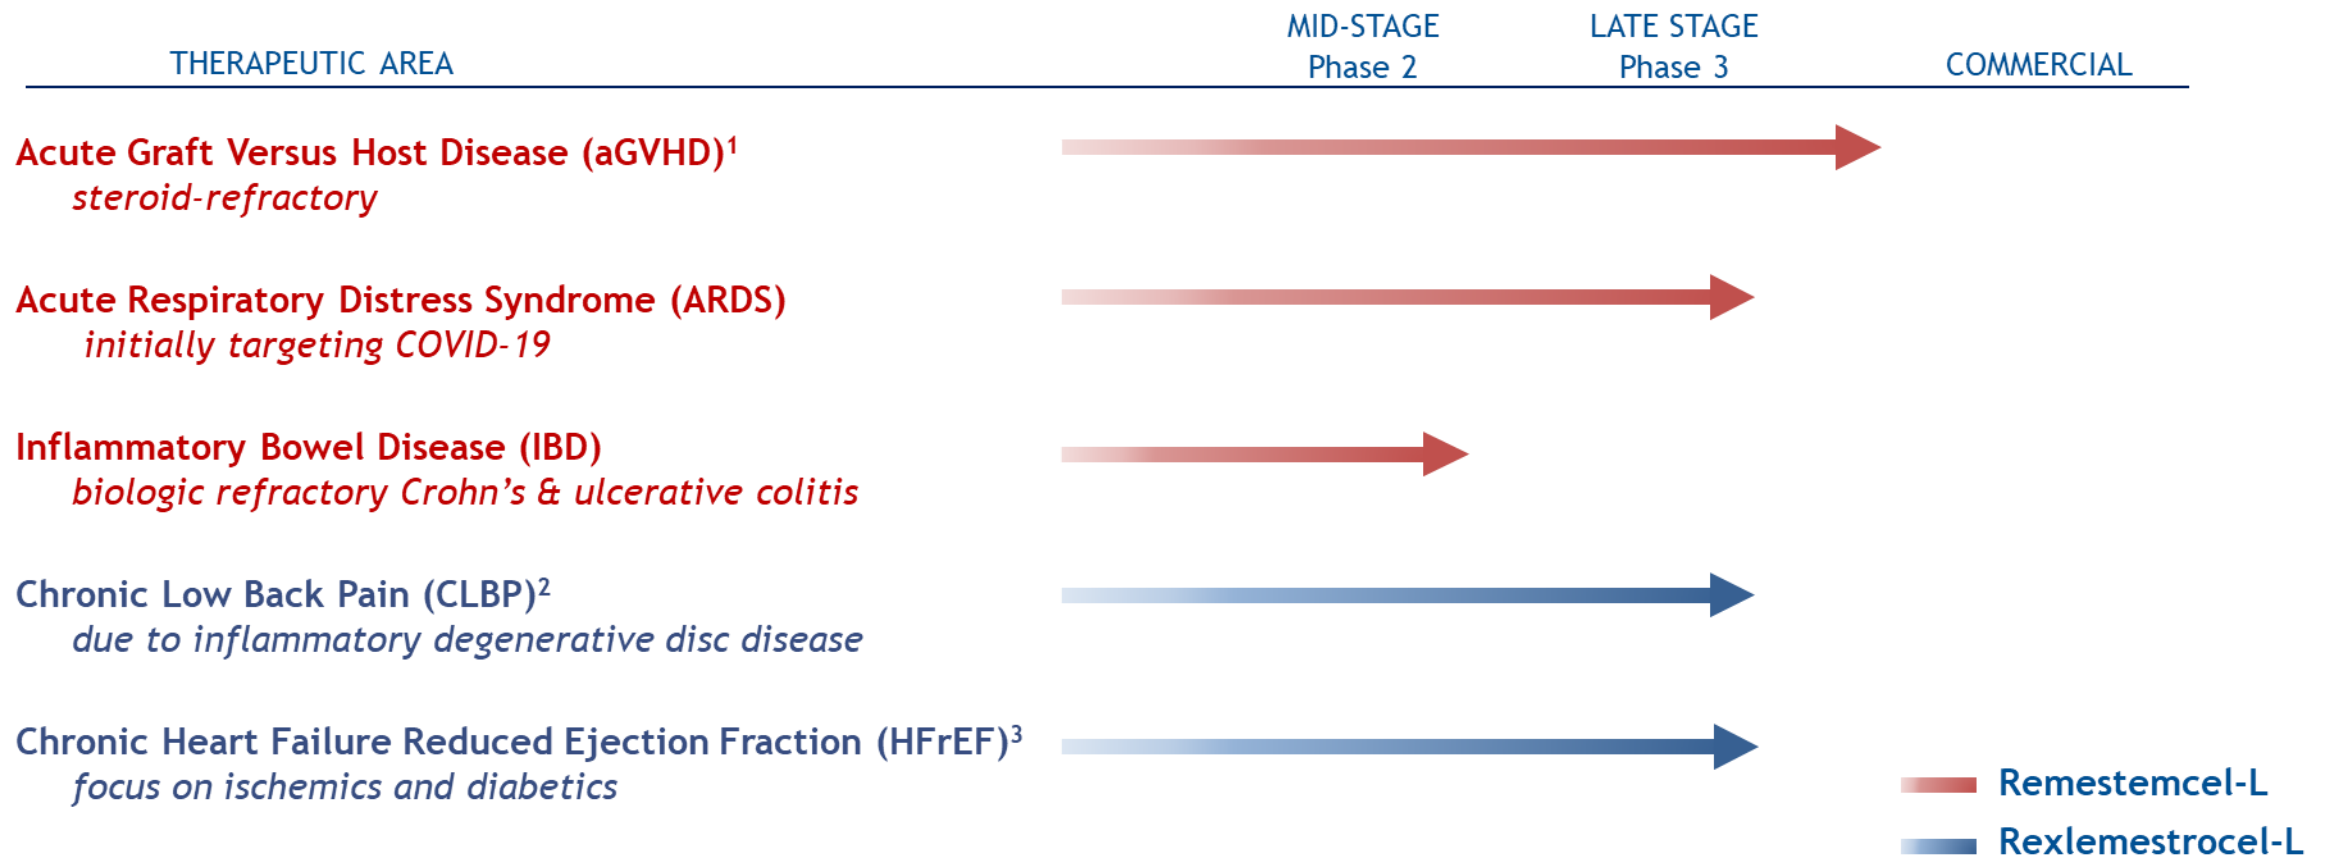 THERAPEUTIC AREA
MID-STAGE
Phase 2
LATE STAGE
Phase 3
COMMERCIAL
Acute Graft Versus Host Disease (aGVHD)¹
steroid-refractory
Acute Respiratory Distress Syndrome (ARDS)
initially targeting COVID-19
Inflammatory Bowel Disease (IBD)
biologic refractory Crohn’s & ulcerative colitis
Chronic Low Back Pain (CLBP)²
due to inflammatory degenerative disc disease
Chronic Heart Failure Reduced Ejection Fraction (HFrEF)³
focus on ischemics and diabetics
Remestemcel-L
Rexlemestrocel-L